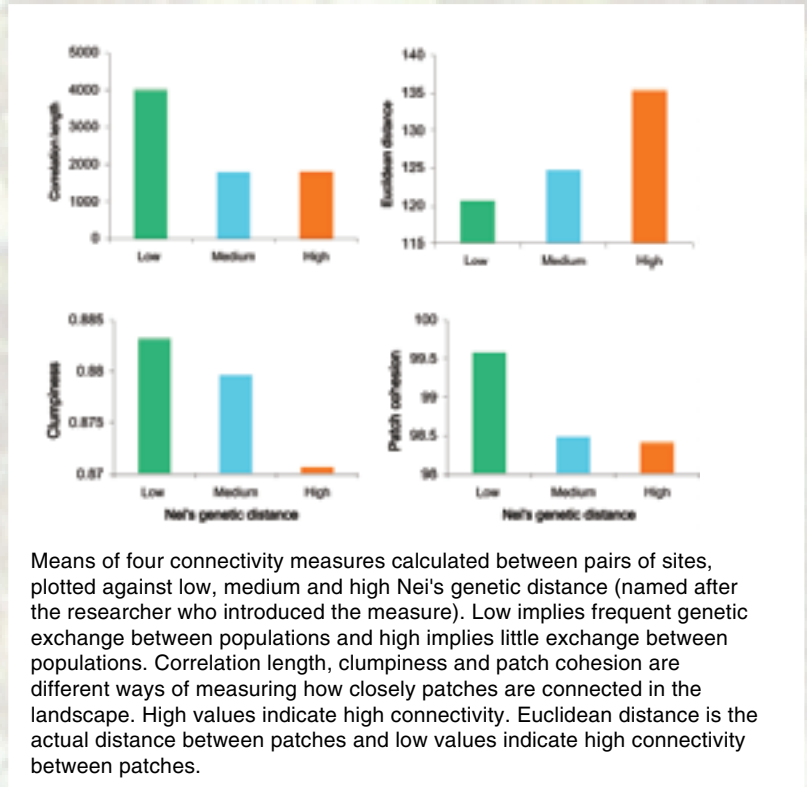 5000
4000
3000
2000
1000
0
Correlation length
Low Medium High
140
135
130
125
120
115
Euclidean distance
Low Medium High
0.885
0.88
0.875
0.87
Clumpiness
Low Medium High
Nei's genetic distance
100
99.5
99
98.5
98
Patch cohesion
Low Medium High
Nei's genetic distance
Means of four connectivity measures calculated between pairs of sites,
plotted against low, medium and high Nei's genetic distance (named after
the researcher who introduced the measure). Low implies frequent genetic
exchange between populations and high implies little exchange between
populations. Correlation length, clumpiness and patch cohesion are
different ways of measuring how closely patches are connected in the
landscape. High values indicate high connectivity. Euclidean distance is the
actual distance between patches and low values indicate high connectivity
between patches.